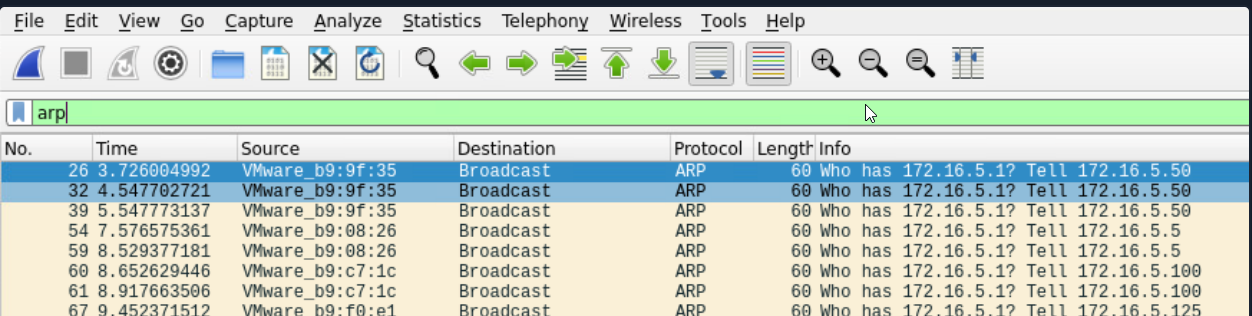 File Edit View Go Capture Analyze Statistics Telephony Wireless Tools Help
arp
No. Time Source Destination Protocol Length Info
26 3.726004992 VMware_b9:9f:35 Broadcast ARP 60 Who has 172.16.5.1? Tell 172.16.5.50
32 4.547702721 VMware_b9:9f:35 Broadcast ARP 60 Who has 172.16.5.1? Tell 172.16.5.50
39 5.547773137 VMware_b9:9f:35 Broadcast ARP 60 Who has 172.16.5.1? Tell 172.16.5.50
54 7.576575361 VMware_b9:08:26 Broadcast ARP 60 Who has 172.16.5.1? Tell 172.16.5.5
59 8.529377181 VMware_b9:08:26 Broadcast ARP 60 Who has 172.16.5.1? Tell 172.16.5.5
60 8.652629446 VMware_b9:c7:1c Broadcast ARP 60 Who has 172.16.5.1? Tell 172.16.5.100
61 8.917663506 VMware_b9:c7:1c Broadcast ARP 60 Who has 172.16.5.1? Tell 172.16.5.100
67 9.452371512 VMware_b9:f0:e1 Broadcast ARP 60 Who has 172.16.5.1? Tell 172.16.5.125